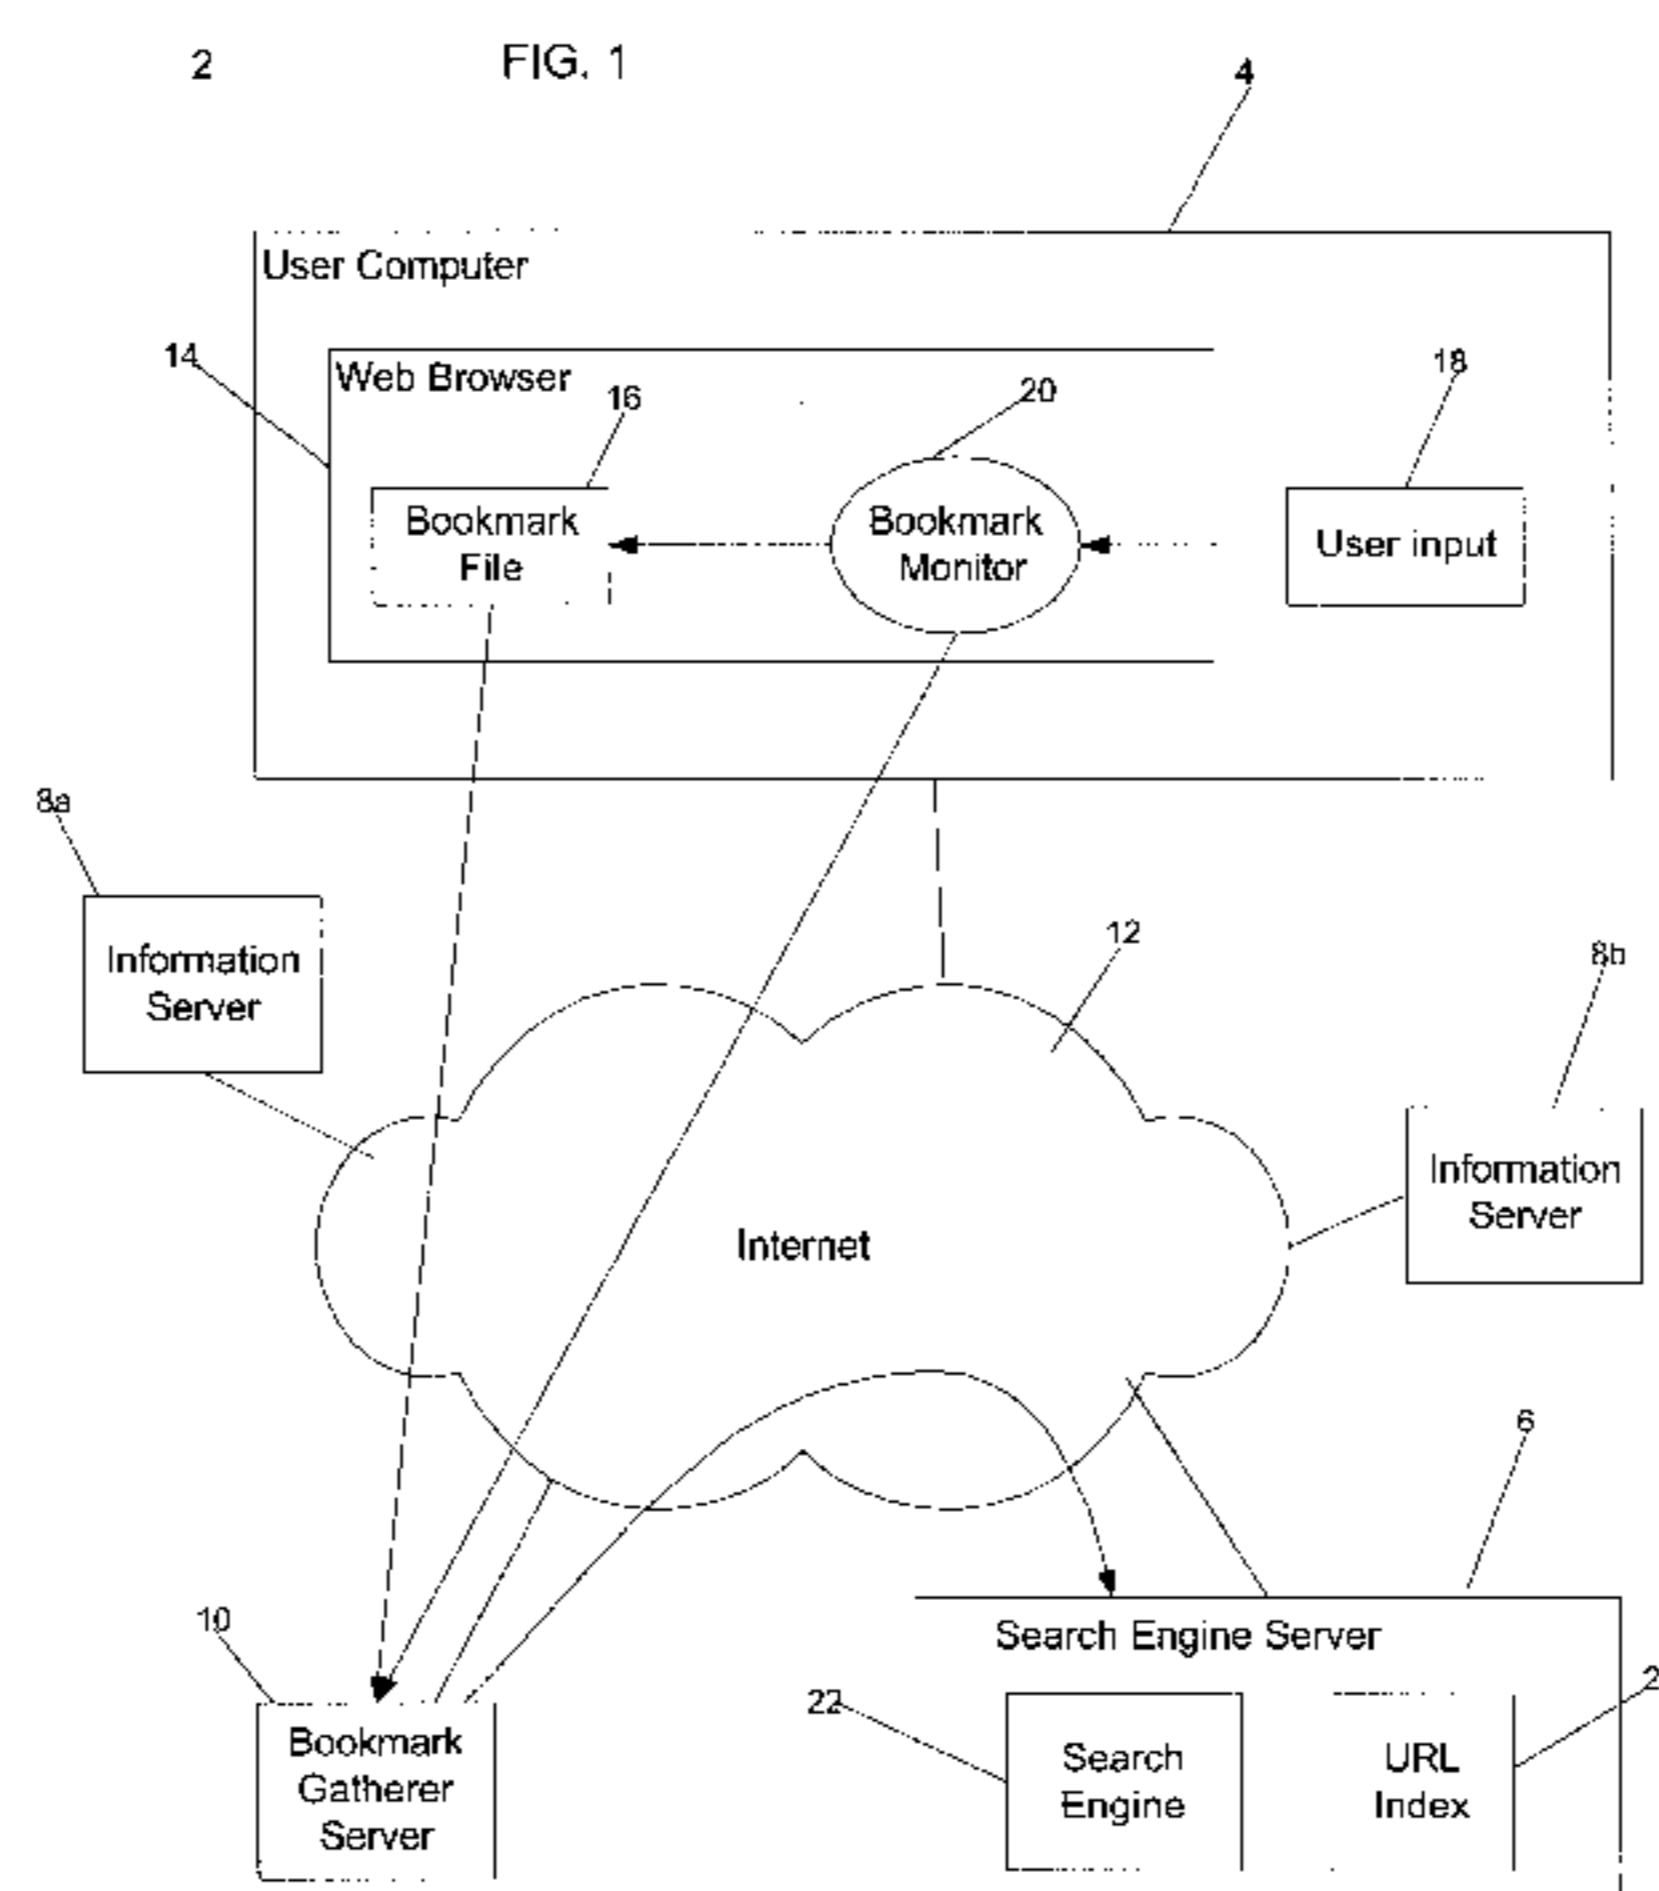 2
FIG. 1
4
User Computer
14
Web Browser
16
20
18
Bookmark
File
Bookmark
Monitor
User input
8a
Information
Server
12
8b
Information
Server
Internet
6
10
Search Engine Server
22
2
Bookmark
Gatherer
Server
Search
Engine
URL
Index